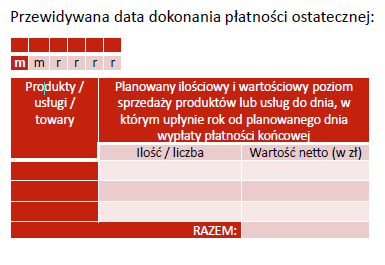 Przewidywana data dokonania płatności ostatecznej:
m m r r r r
Produkty /
usługi /
towary
Planowany ilościowy i wartościowy poziom
sprzedaży produktów lub usług do dnia, w
którym upłynie rok od planowanego dnia
wypłaty płatności końcowej
Ilość / liczba Wartość netto (w zł)
RAZEM: